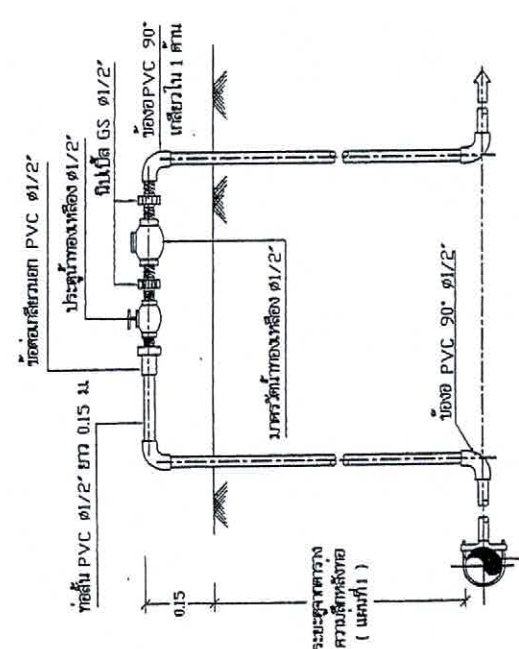 ท่อสั้น PVC ø1/2" ยาว 0.15 ม.
ข้อต่อเกลียวนอก PVC ø1/2"
ประตูน้ำทองเหลือง ø1/2"
นิปเปิ้ล GS ø1/2"
ข้องอ PVC 90°
เกลียวใน 1 ด้าน
มาตรวัดน้ำทองเหลือง ø1/2"
ข้องอ PVC 90° ø1/2"
0.15
ระยะดูจากตาราง
ความลึกหลังท่อ
( แผ่นที่ 1 )